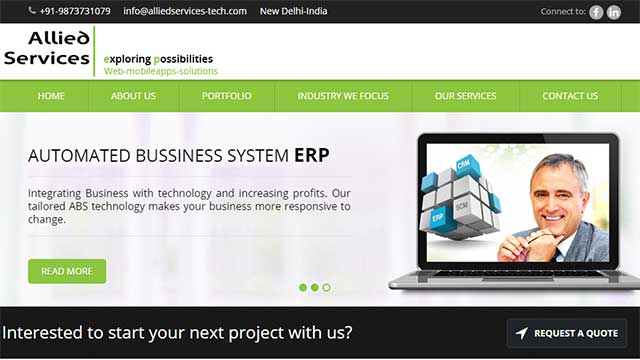 +91-9873731079 info@alliedservices-tech.com New Delhi-India Connect to:
Allied
Services
exploring possibilities
Web-mobileapps-solutions
HOME ABOUT US PORTFOLIO INDUSTRY WE FOCUS OUR SERVICES CONTACT US
AUTOMATED BUSSINESS SYSTEM ERP
Integrating Business with technology and increasing profits. Our
tailored ABS technology makes your business more responsive to
change.
CRM
SCM
ERP
READ MORE
Interested to start your next project with us?
REQUEST A QUOTE